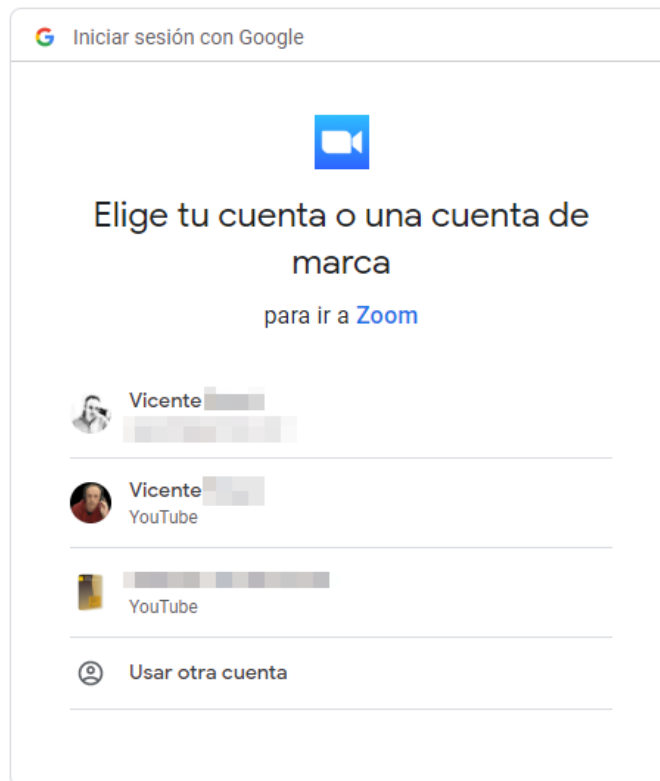 Iniciar sesión con Google
Elige tu cuenta o una cuenta de
marca
para ir a Zoom
Vicente
Vicente
YouTube
YouTube
Usar otra cuenta